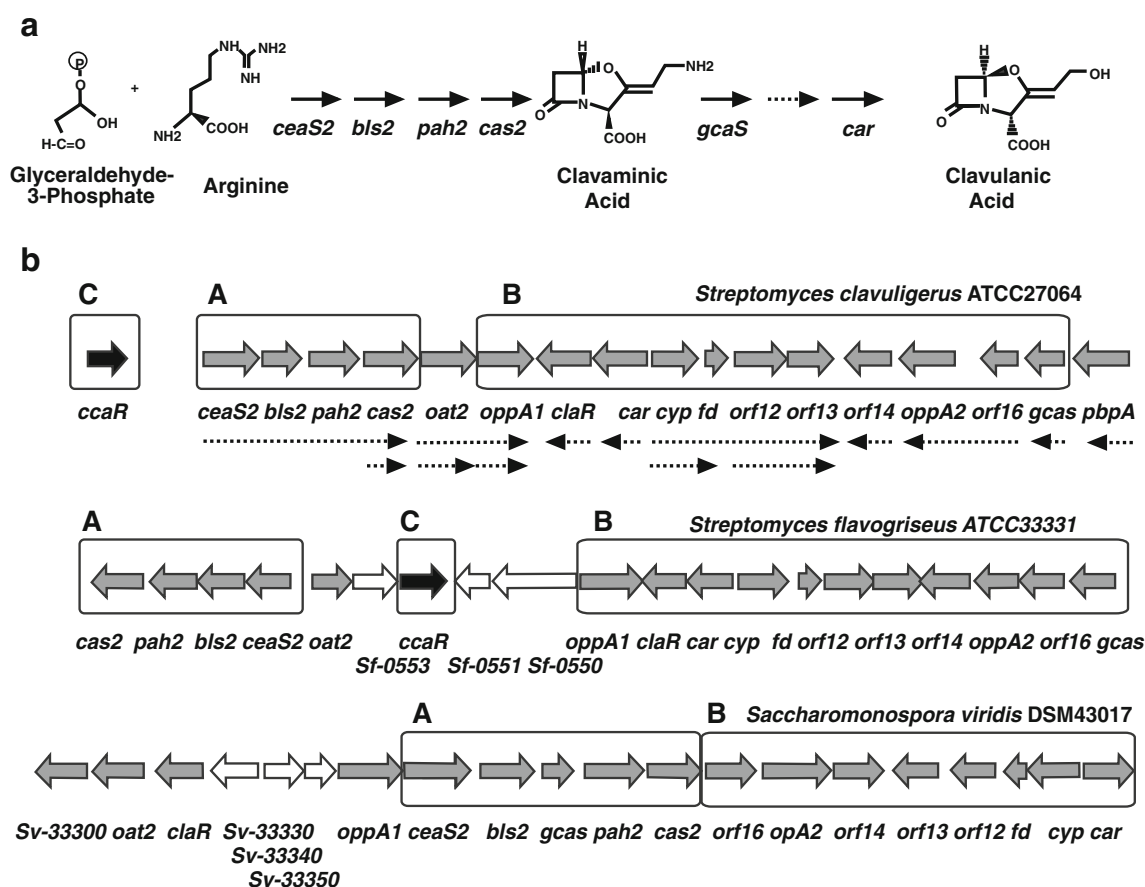 a
P
O
OH
H-C=O
+
NH NH2
NH
NH2
COOH
Glyceraldehyde-
3-Phosphate
Arginine
ceaS2 bls2 pah2 cas2
H
O
NH2
N
O
COOH
Clavaminic
Acid
gcaS car
H
O
OH
N
O
COOH
Clavulanic
Acid
b
C A B Streptomyces clavuligerus ATCC27064
ccaR ceaS2 bls2 pah2 cas2 oat2 oppA1 claR car cyp fd orf12 orf13 orf14 oppA2 orf16 gcas pbpA
A C B Streptomyces flavogriseus ATCC33331
cas2 pah2 bls2 ceaS2 oat2 ccaR oppA1 claR car cyp fd orf12 orf13 orf14 oppA2 orf16 gcas
Sf-0553 Sf-0551 Sf-0550
A B Saccharomonospora viridis DSM43017
Sv-33300 oat2 claR Sv-33330 oppA1 ceaS2 bls2 gcas pah2 cas2 orf16 opA2 orf14 orf13 orf12 fd cyp car
Sv-33340
Sv-33350